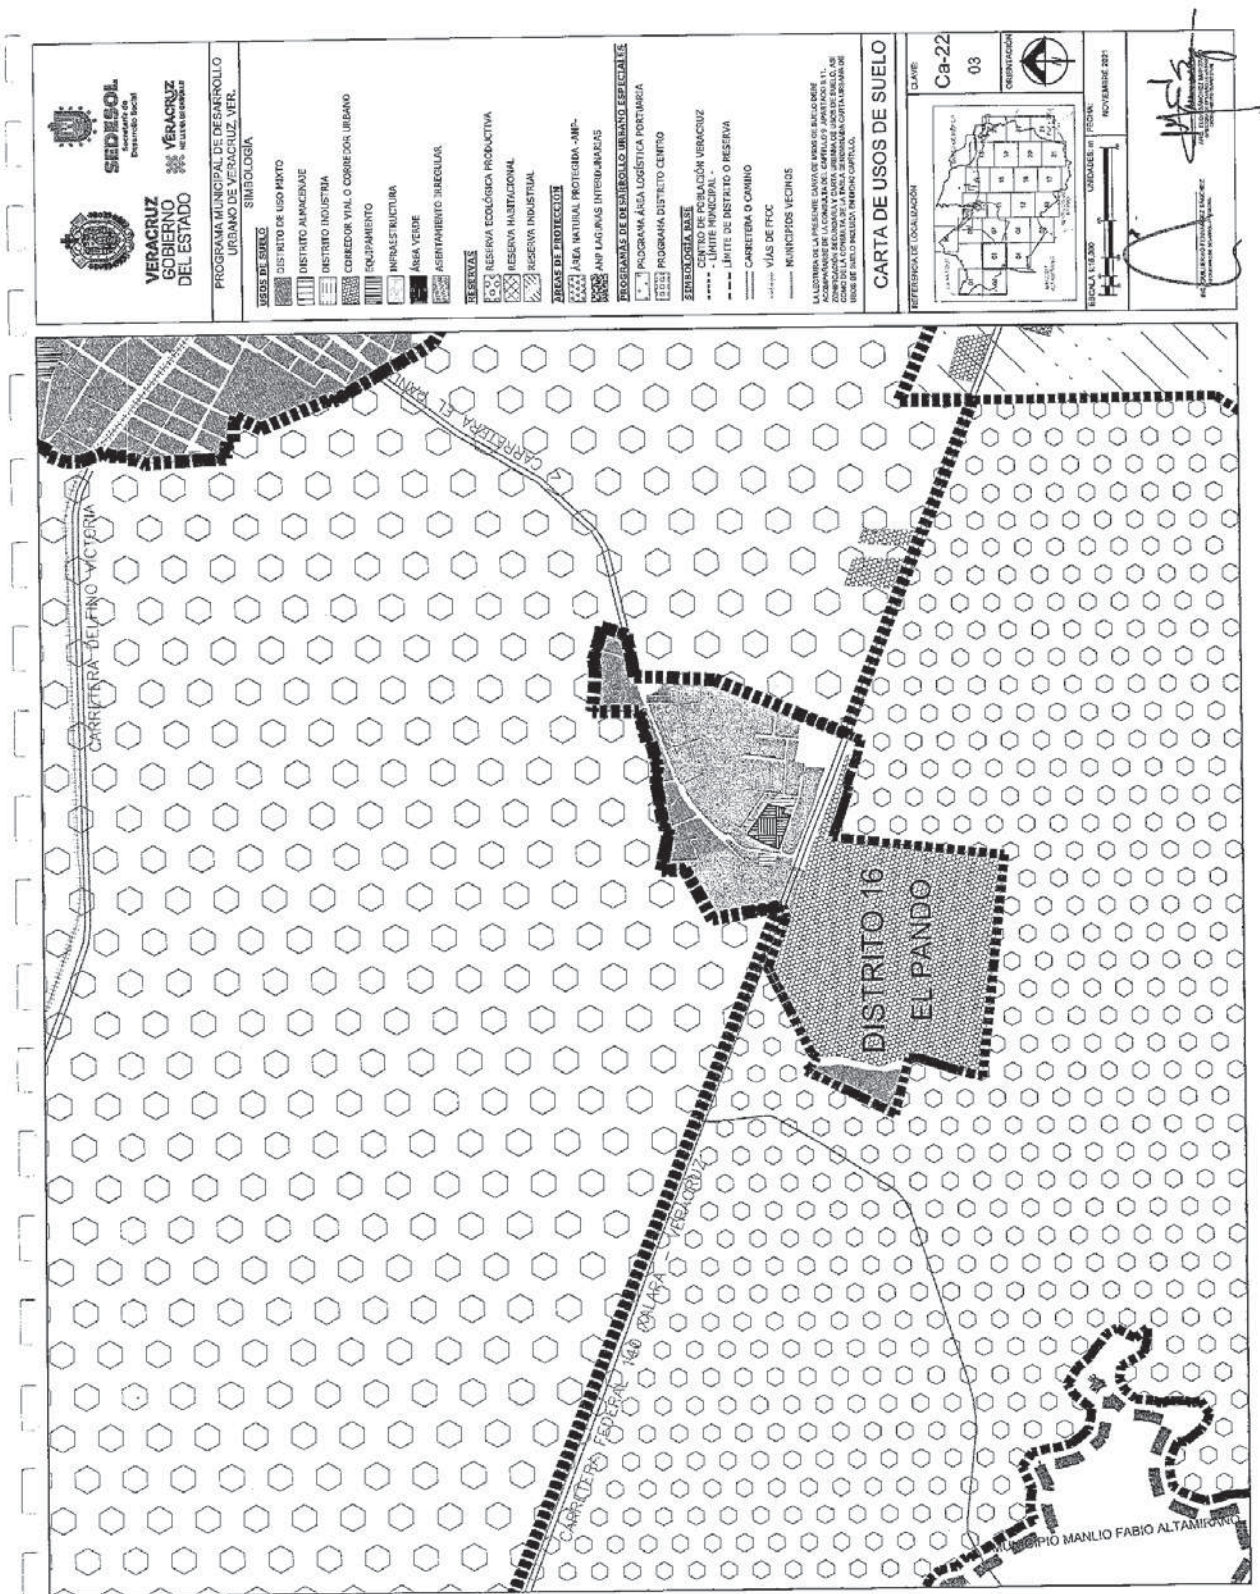 SEDESOL
Secretaría de
Desarrollo Social
VERACRUZ
GOBIERNO
DEL ESTADO
VERACRUZ
PROGRAMA MUNICIPAL DE DESARROLLO
URBANO DE VERACRUZ, VER.
SIMBOLOGÍA
USOS DE SUELO
DISTRITO DE USO MIXTO
DISTRITO ALMACENAJE
DISTRITO INDUSTRIA
CORREDOR VIAL O CORREDOR URBANO
EQUIPAMIENTO
INFRAESTRUCTURA
ÁREA VERDE
ASENTAMIENTO IRREGULAR
RESERVAS
RESERVA ECOLÓGICA PRODUCTIVA
RESERVA HABITACIONAL
RESERVA INDUSTRIAL
ÁREAS DE PROTECCIÓN
ÁREA NATURAL PROTEGIDA -ANP-
ANP LAGUNAS INTERDUNARIAS
PROGRAMAS DE DESARROLLO URBANO ESPECIALES
PROGRAMA ÁREA LOGÍSTICA PORTUARIA
PROGRAMA DISTRITO CENTRO
SIMBOLOGÍA BASE
CENTRO DE POBLACIÓN VERACRUZ
- LÍMITE MUNICIPAL -
LÍMITE DE DISTRITO O RESERVA
CARRETERA O CAMINO
VÍAS DE FFCC
MUNICIPIOS VECINOS
CARTA DE USOS DE SUELO
REFERENCIA DE LOCALIZACIÓN
CLAVE:
Ca-22
03
ORIENTACIÓN
UNIDADES: m
FECHA:
NOVIEMBRE 2021
CARRETERA DELFINO VICTORIA
CARRETERA FEDERAL 140 XALAPA - VERACRUZ
DISTRITO 16
EL PANDO
MUNICIPIO MANLIO FABIO ALTAMIRANO